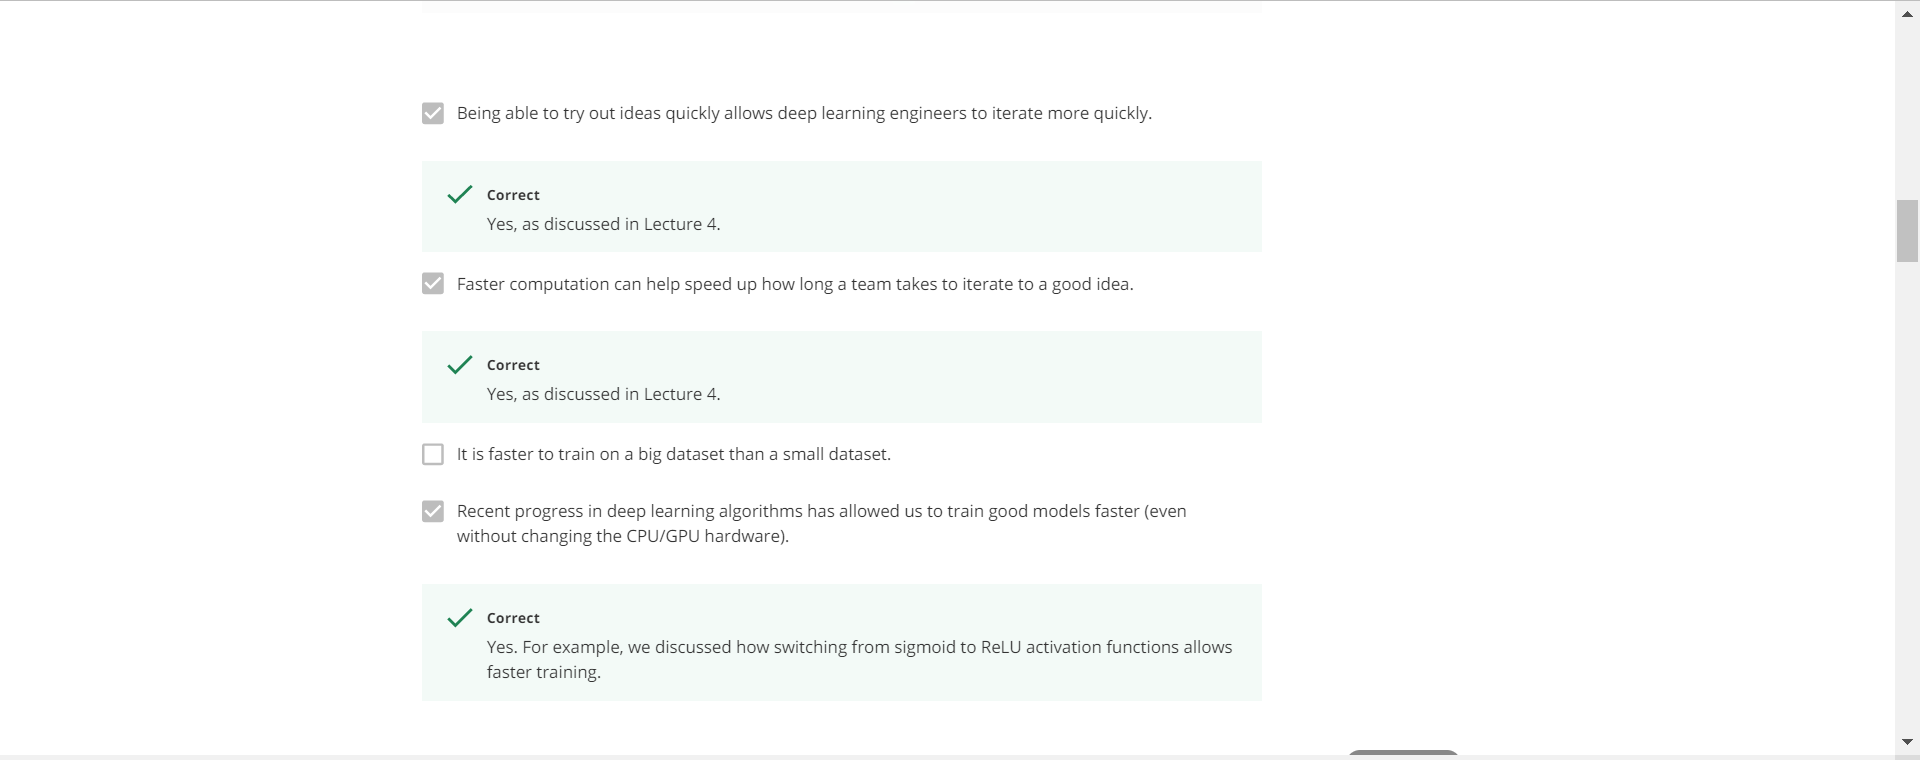 Being able to try out ideas quickly allows deep learning engineers to iterate more quickly.
Correct
Yes, as discussed in Lecture 4.
Faster computation can help speed up how long a team takes to iterate to a good idea.
Correct
Yes, as discussed in Lecture 4.
It is faster to train on a big dataset than a small dataset.
Recent progress in deep learning algorithms has allowed us to train good models faster (even
without changing the CPU/GPU hardware).
Correct
Yes. For example, we discussed how switching from sigmoid to ReLU activation functions allows
faster training.